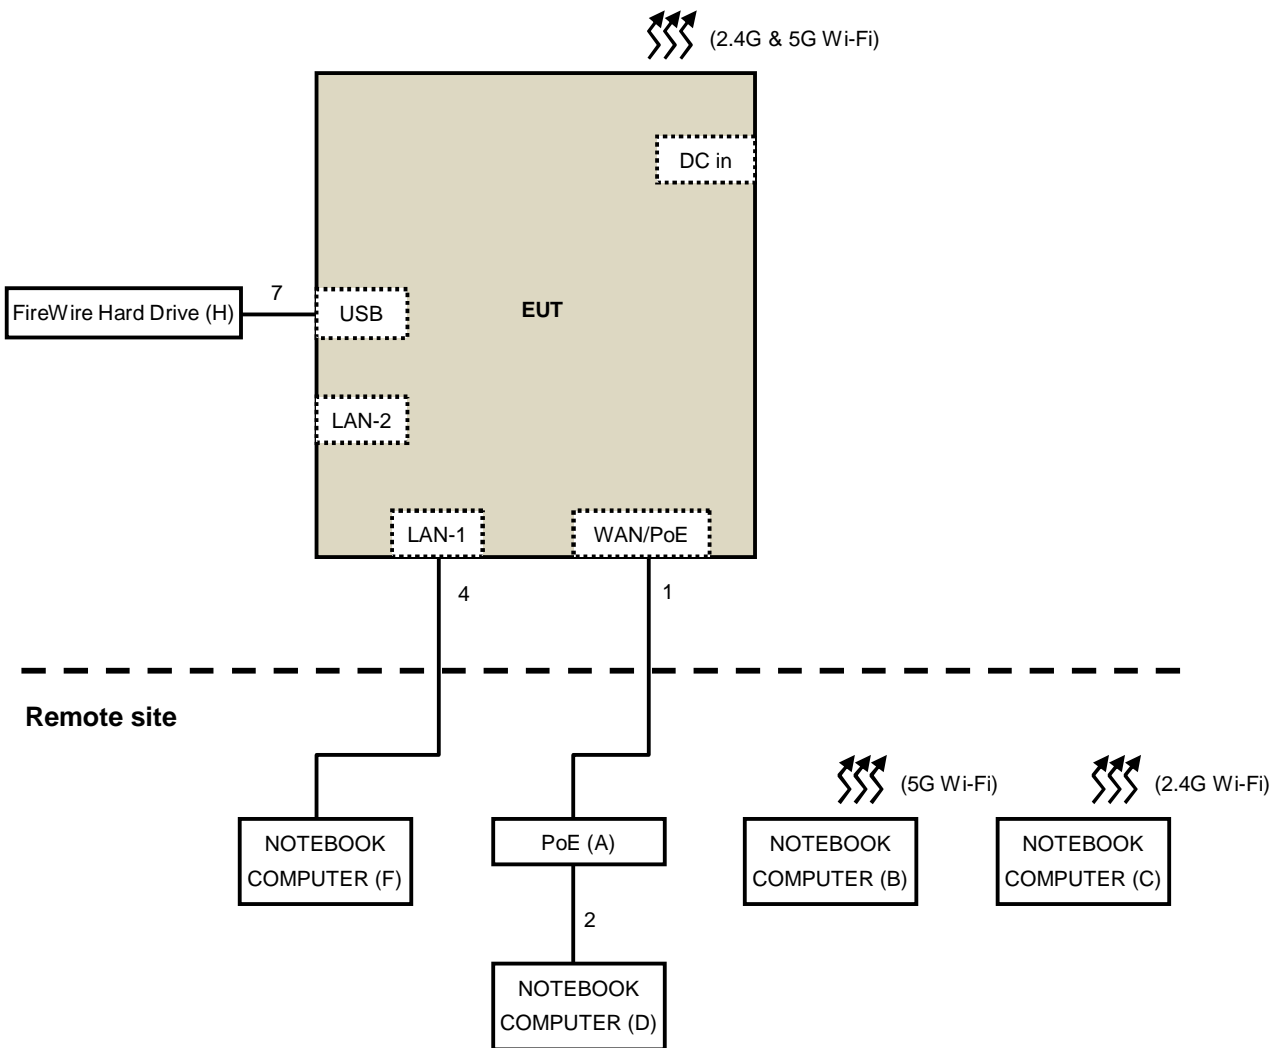 (2.4G & 5G Wi-Fi)
DC in
7
FireWire Hard Drive (H)
USB
EUT
LAN-2
LAN-1
WAN/PoE
4
1
Remote site
(5G Wi-Fi)
(2.4G Wi-Fi)
NOTEBOOK
COMPUTER (F)
PoE (A)
NOTEBOOK
COMPUTER (B)
NOTEBOOK
COMPUTER (C)
2
NOTEBOOK
COMPUTER (D)